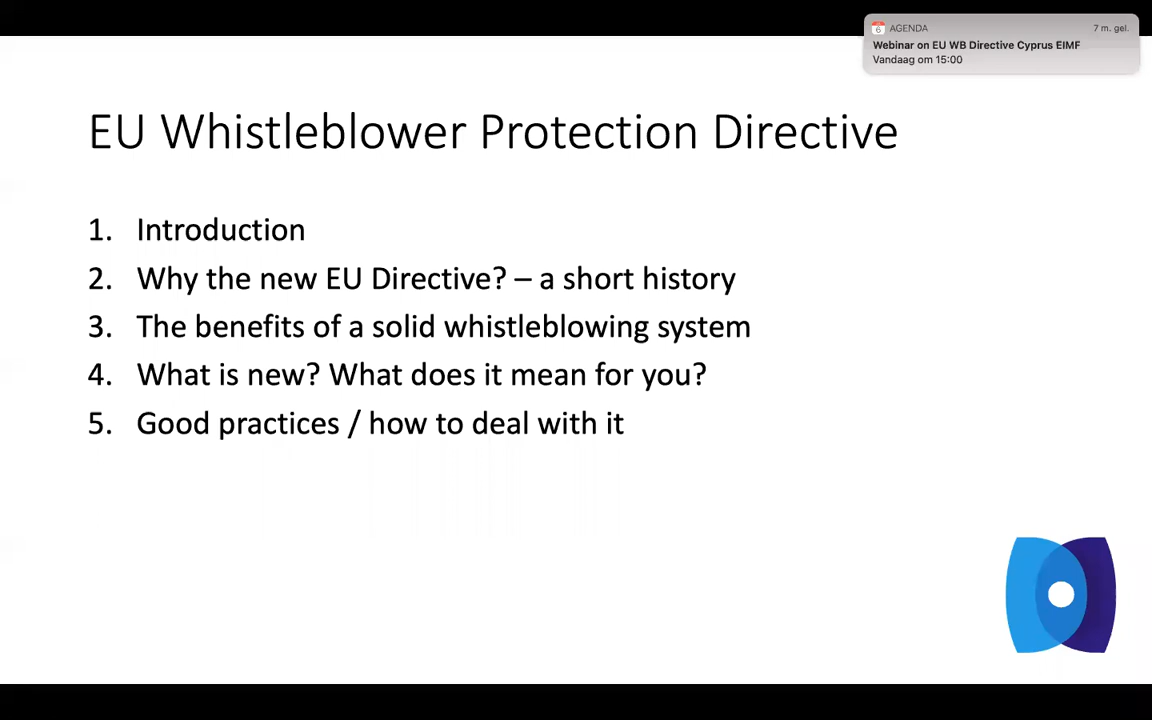 AGENDA 7 m. gel.
6
Webinar on EU WB Directive Cyprus EIMF
Vandaag om 15:00
EU Whistleblower Protection Directive
1. Introduction
2. Why the new EU Directive? – a short history
3. The benefits of a solid whistleblowing system
4. What is new? What does it mean for you?
5. Good practices / how to deal with it